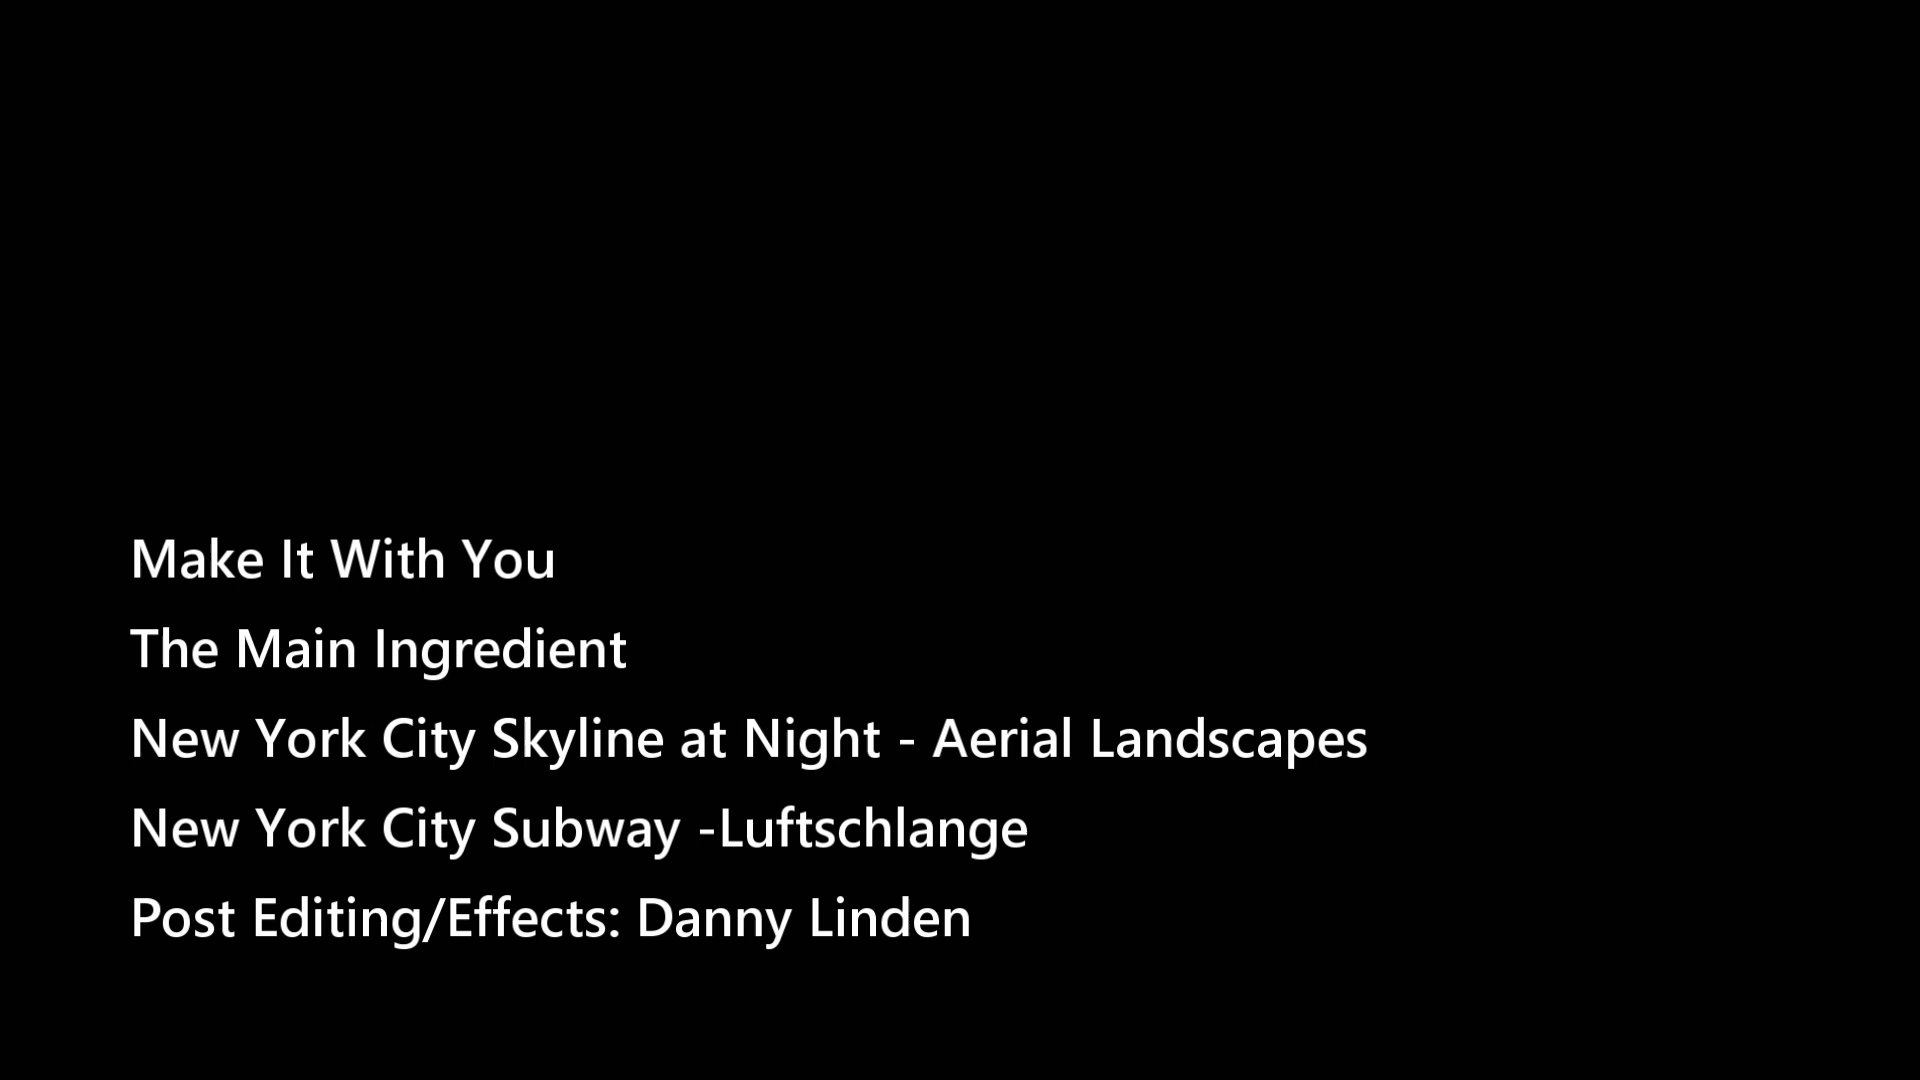 Make It With You
The Main Ingredient
New York City Skyline at Night - Aerial Landscapes
New York City Subway -Luftschlange
Post Editing/Effects: Danny Linden